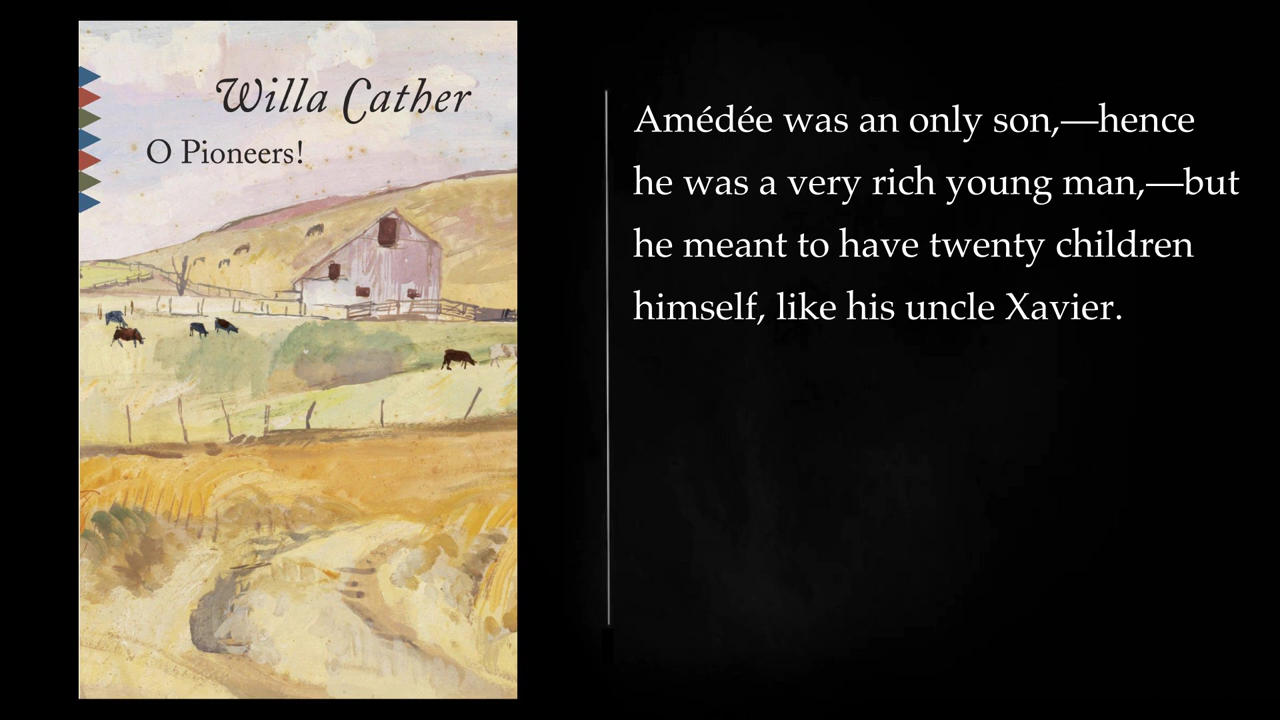 Willa Cather
O Pioneers!
Amédée was an only son,—hence
he was a very rich young man,—but
he meant to have twenty children
himself, like his uncle Xavier.